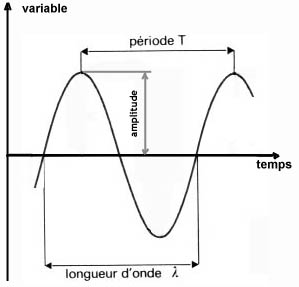 variable
période T
amplitude
temps
longueur d'onde λ